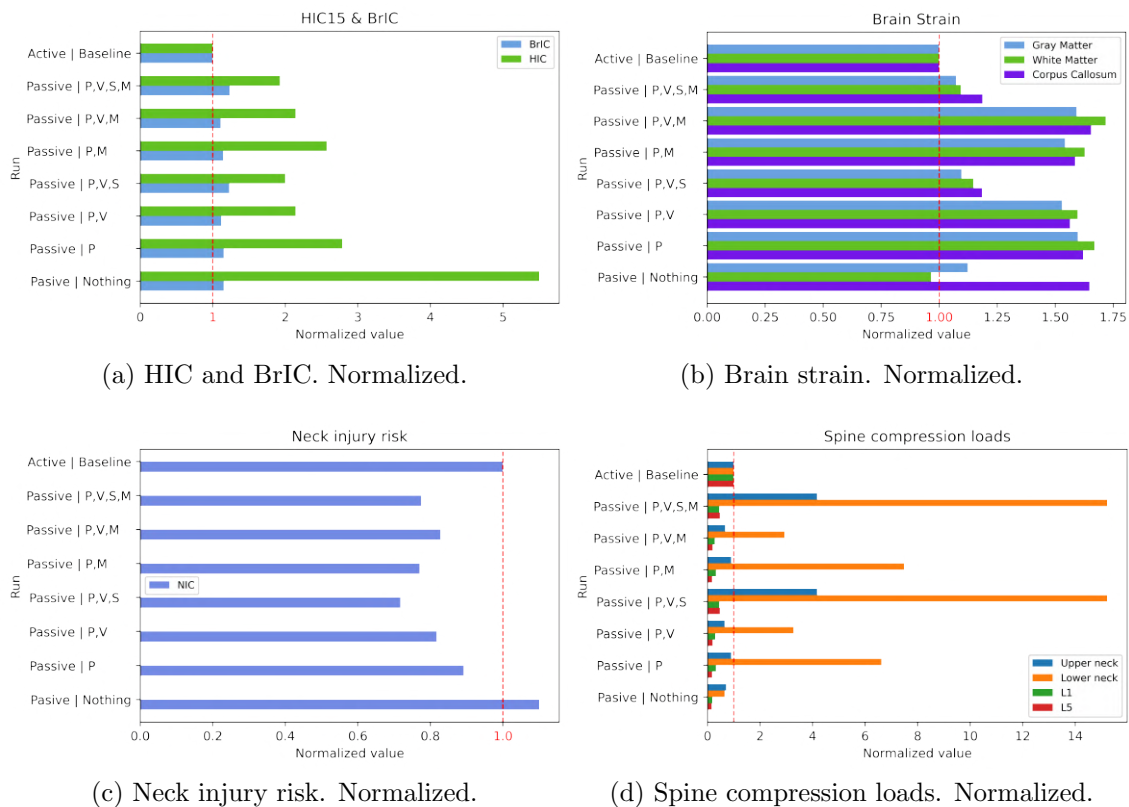 HIC15 & BrIC
BrIC
HIC
Active | Baseline
Passive | P,V,S,M
Passive | P,V,M
Passive | P,M
Passive | P,V,S
Passive | P,V
Passive | P
Pasive | Nothing
Run
0 1 2 3 4 5
Normalized value
(a) HIC and BrIC. Normalized.
Brain Strain
Gray Matter
White Matter
Corpus Callosum
Active | Baseline
Passive | P,V,S,M
Passive | P,V,M
Passive | P,M
Passive | P,V,S
Passive | P,V
Passive | P
Pasive | Nothing
Run
0.00 0.25 0.50 0.75 1.00 1.25 1.50 1.75
Normalized value
(b) Brain strain. Normalized.
Neck injury risk
Active | Baseline
Passive | P,V,S,M
Passive | P,V,M
Passive | P,M
Passive | P,V,S
Passive | P,V
Passive | P
Pasive | Nothing
NIC
Run
0.0 0.2 0.4 0.6 0.8 1.0
Normalized value
(c) Neck injury risk. Normalized.
Spine compression loads
Active | Baseline
Passive | P,V,S,M
Passive | P,V,M
Passive | P,M
Passive | P,V,S
Passive | P,V
Passive | P
Pasive | Nothing
Upper neck
Lower neck
L1
L5
Run
0 2 4 6 8 10 12 14
Normalized value
(d) Spine compression loads. Normalized.